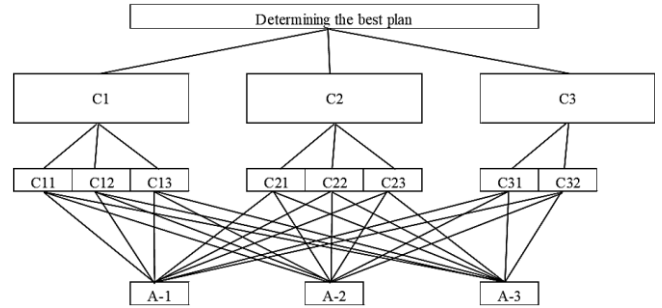 Determining the best plan
C1 C2 C3
C11 C12 C13 C21 C22 C23 C31 C32
A-1 A-2 A-3